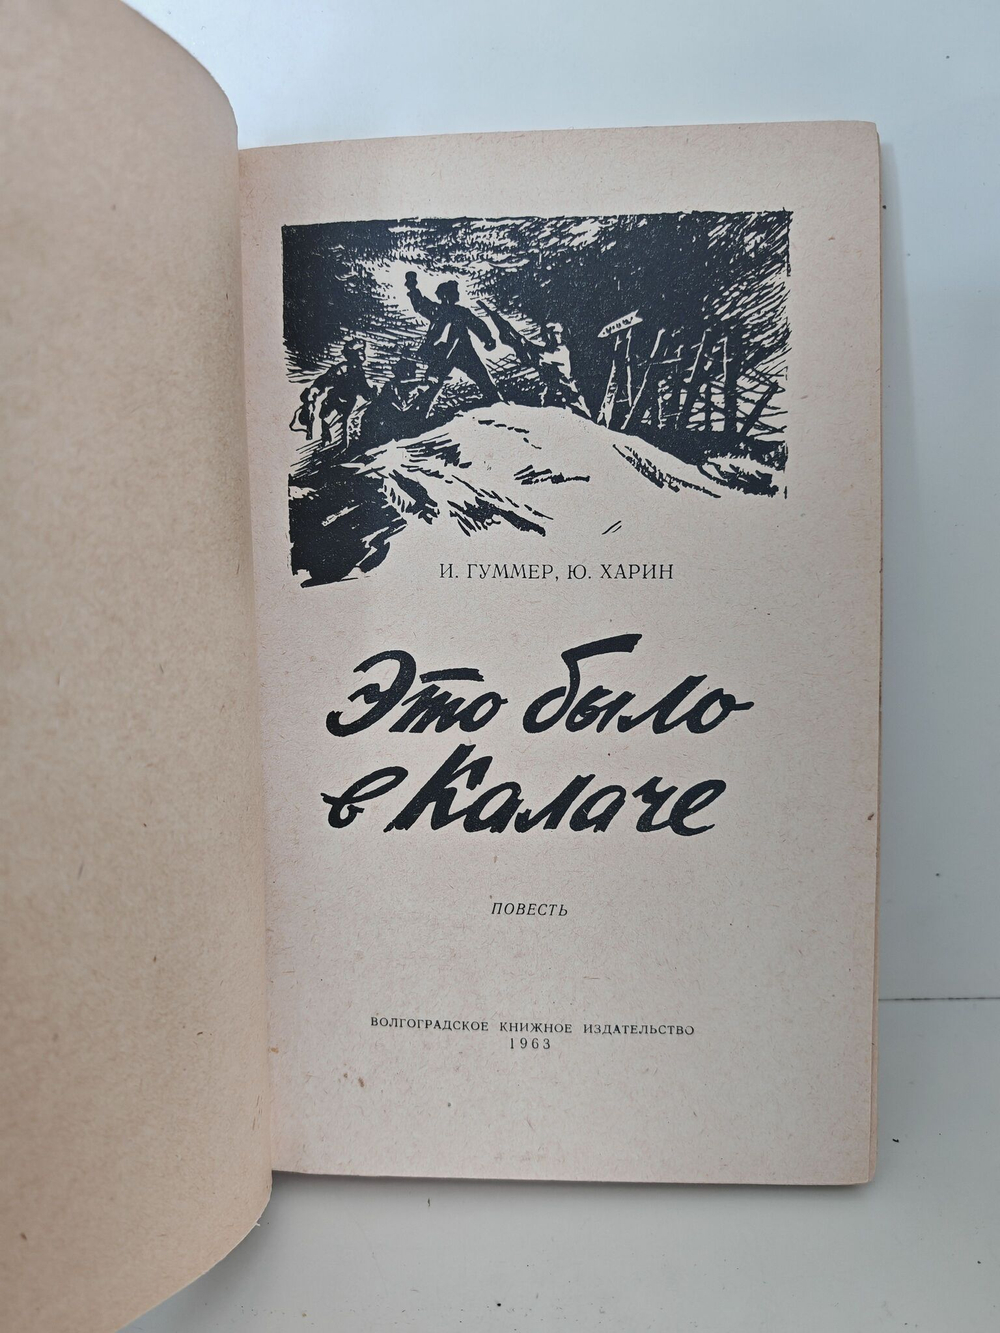 И. ГУММЕР, Ю. ХАРИН
Это было
в Калаче
ПОВЕСТЬ
ВОЛГОГРАДСКОЕ КНИЖНОЕ ИЗДАТЕЛЬСТВО
1963